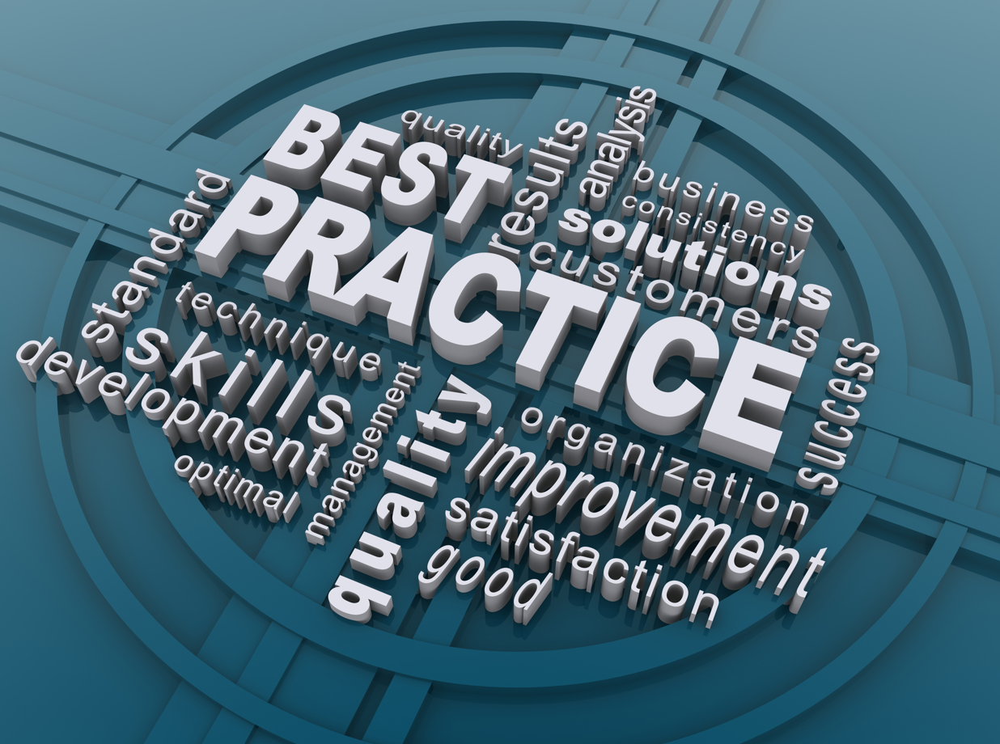 BEST
quality
results
analysis
business
consistency
solutions
customers
PRACTICE
standard
technique
skills
development
optimal
management
quality
organization
improvement
satisfaction
good
success